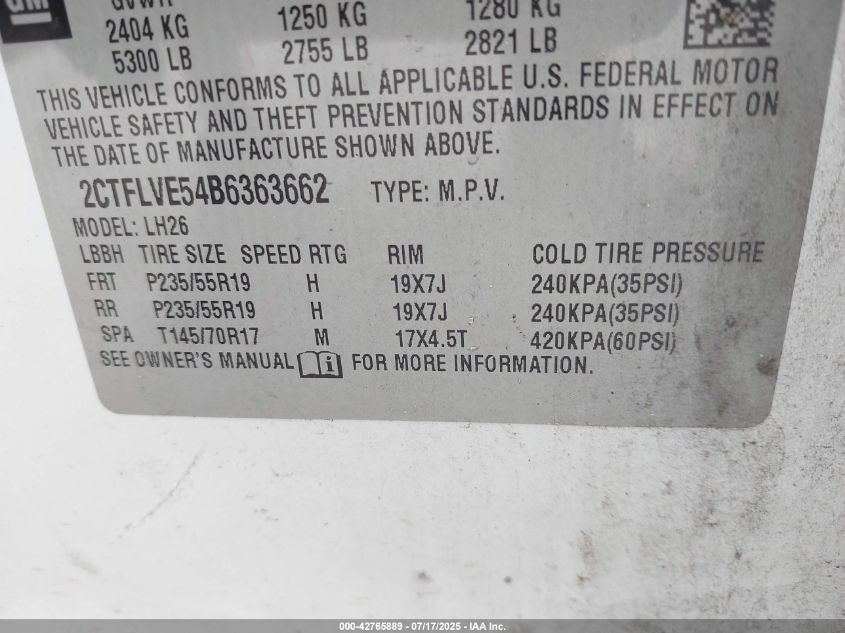 GM
GVWR
2404 KG 1250 KG 1280 KG
5300 LB 2755 LB 2821 LB
THIS VEHICLE CONFORMS TO ALL APPLICABLE U.S. FEDERAL MOTOR
VEHICLE SAFETY AND THEFT PREVENTION STANDARDS IN EFFECT ON
THE DATE OF MANUFACTURE SHOWN ABOVE.
2CTFLVE54B6363662 TYPE: M.P.V.
MODEL: LH26
LBBH TIRE SIZE SPEED RTG RIM COLD TIRE PRESSURE
FRT P235/55R19 H 19X7J 240KPA(35PSI)
RR P235/55R19 H 19X7J 240KPA(35PSI)
SPA T145/70R17 M 17X4.5T 420KPA(60PSI)
SEE OWNER'S MANUAL i FOR MORE INFORMATION.
000-42765889 - 07/17/2025 - IAA Inc.